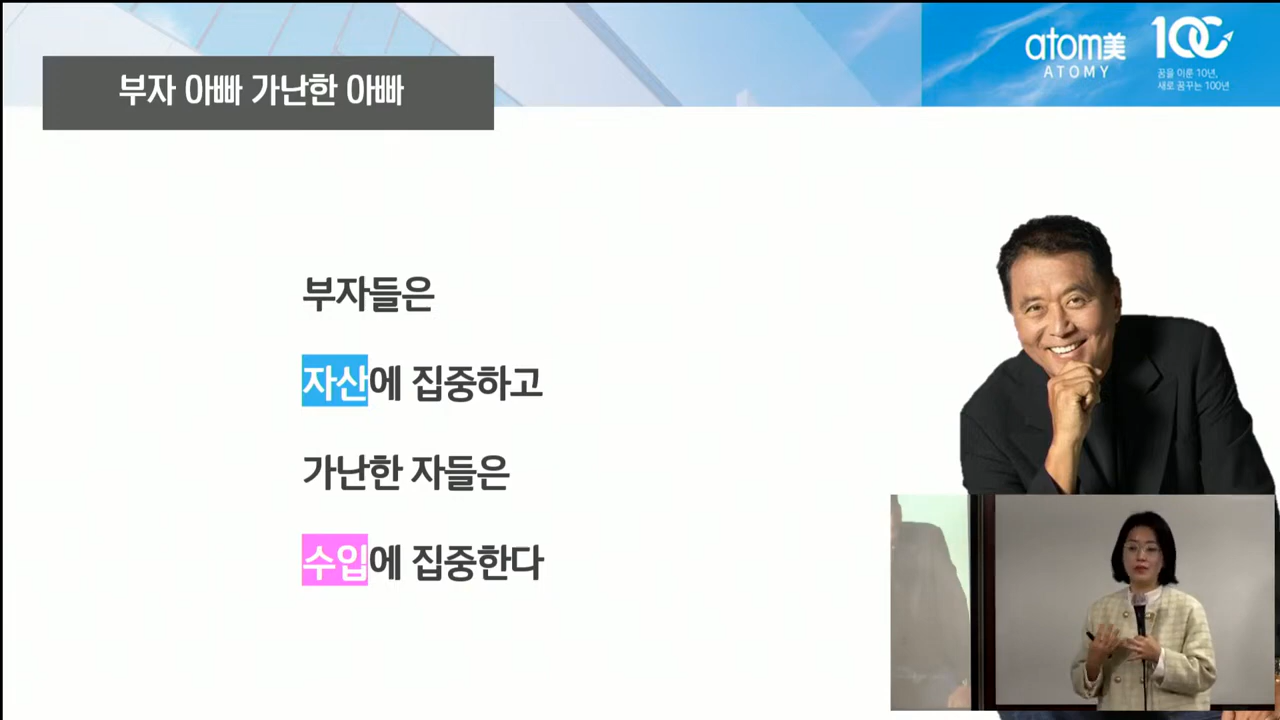 부자 아빠 가난한 아빠
atom美
ATOMY
100
꿈을 이룬 10년,
새로 꿈꾸는 100년
부자들은
자산에 집중하고
가난한 자들은
수입에 집중한다